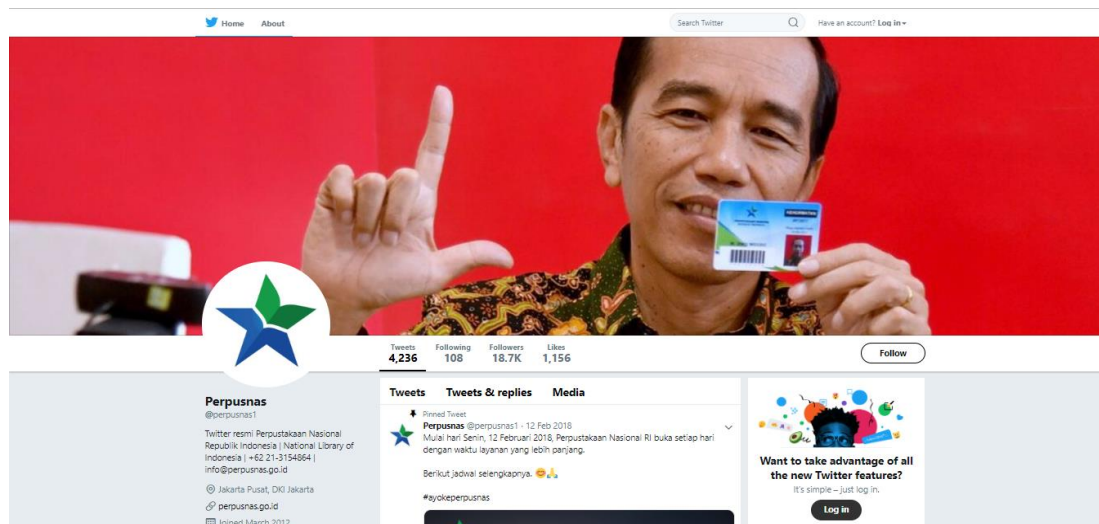 Home About
Search Twitter
Have an account? Log in
Tweets Following Followers Likes
4,236 108 18.7K 1,156
Follow
Perpusnas
@perpusnas1
Twitter resmi Perpustakaan Nasional
Republik Indonesia | National Library of
Indonesia | +62 21-3154864 |
info@perpusnas.go.id
Jakarta Pusat, DKI Jakarta
perpusnas.go.id
Joined March 2012
Tweets Tweets & replies Media
Pinned Tweet
Perpusnas @perpusnas1 · 12 Feb 2018
Mulai hari Senin, 12 Februari 2018, Perpustakaan Nasional RI buka setiap hari
dengan waktu layanan yang lebih panjang.
Berikut jadwal selengkapnya. 😊🙏
#ayokeperpusnas
Want to take advantage of all
the new Twitter features?
It's simple – just log in.
Log in